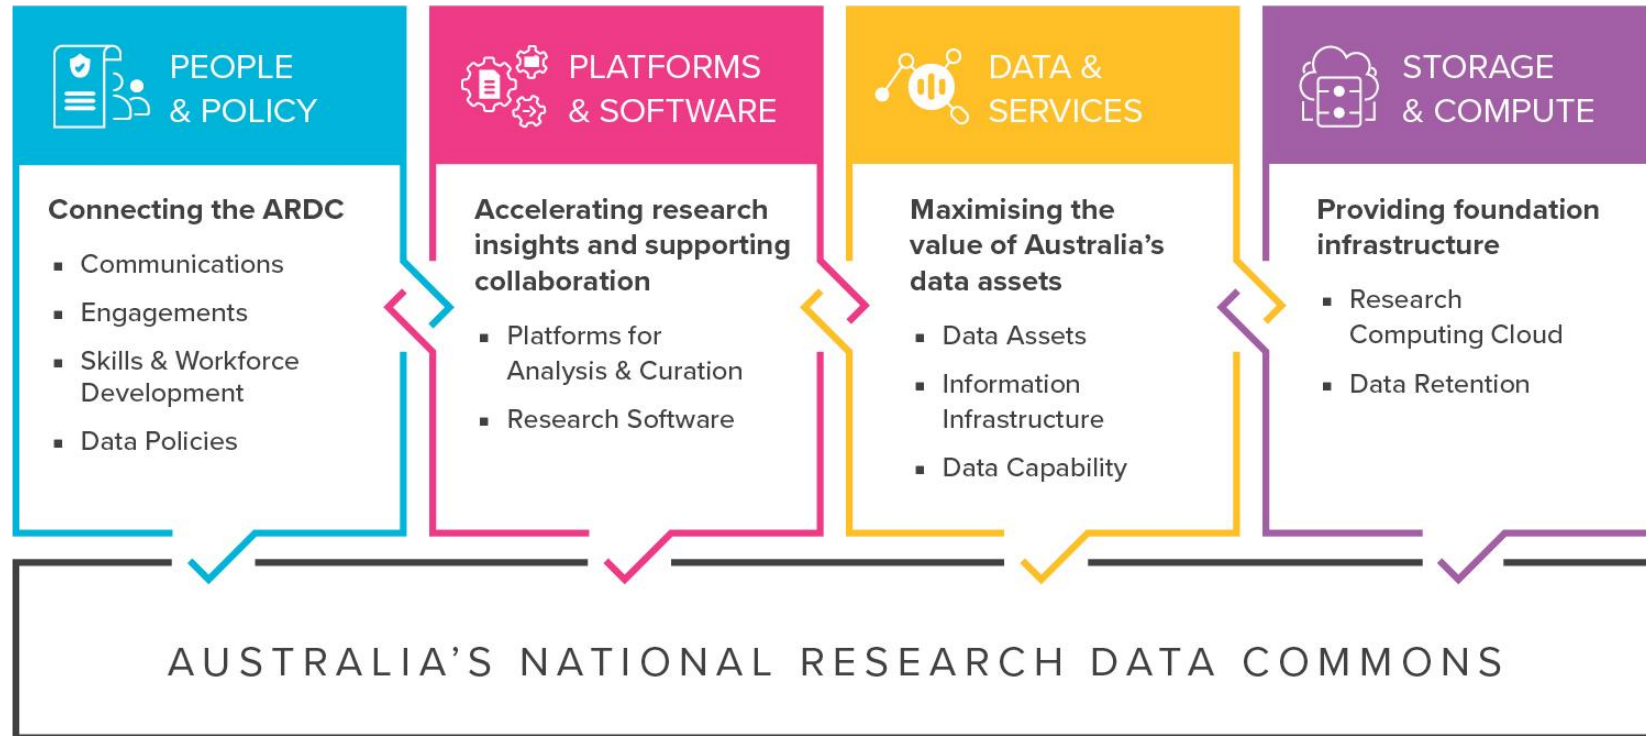 PEOPLE
& POLICY
Connecting the ARDC
▪ Communications
▪ Engagements
▪ Skills & Workforce
Development
▪ Data Policies
PLATFORMS
& SOFTWARE
Accelerating research
insights and supporting
collaboration
▪ Platforms for
Analysis & Curation
▪ Research Software
DATA &
SERVICES
Maximising the
value of Australia’s
data assets
▪ Data Assets
▪ Information
Infrastructure
▪ Data Capability
STORAGE
& COMPUTE
Providing foundation
infrastructure
▪ Research
Computing Cloud
▪ Data Retention
AUSTRALIA’S NATIONAL RESEARCH DATA COMMONS